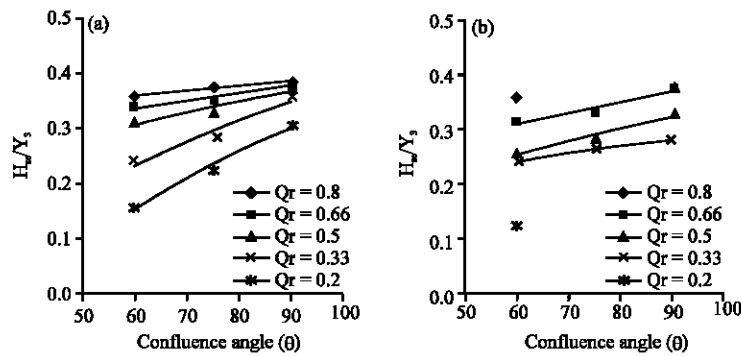 (a)
0.5
0.4
0.3
0.2
0.1
0.0
H_w/Y_3
50
60
70
80
90
100
Confluence angle (θ)
Qr = 0.8
Qr = 0.66
Qr = 0.5
Qr = 0.33
Qr = 0.2
(b)
0.5
0.4
0.3
0.2
0.1
0.0
50
60
70
80
90
100
Confluence angle (θ)
Qr = 0.8
Qr = 0.66
Qr = 0.5
Qr = 0.33
Qr = 0.2